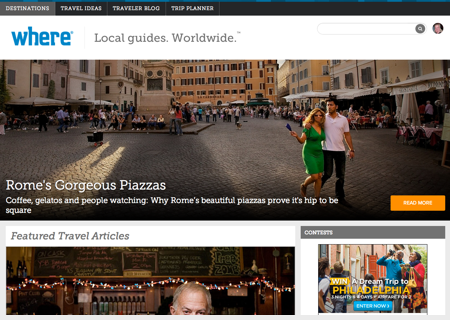 DESTINATIONS TRAVEL IDEAS TRAVELER BLOG TRIP PLANNER
where® Local guides. Worldwide.™
Rome's Gorgeous Piazzas
Coffee, gelatos and people watching: Why Rome's beautiful piazzas prove it's hip to be
square
READ MORE
Featured Travel Articles
CONTESTS
WIN A Dream Trip to
PHILADELPHIA
ENTER NOW